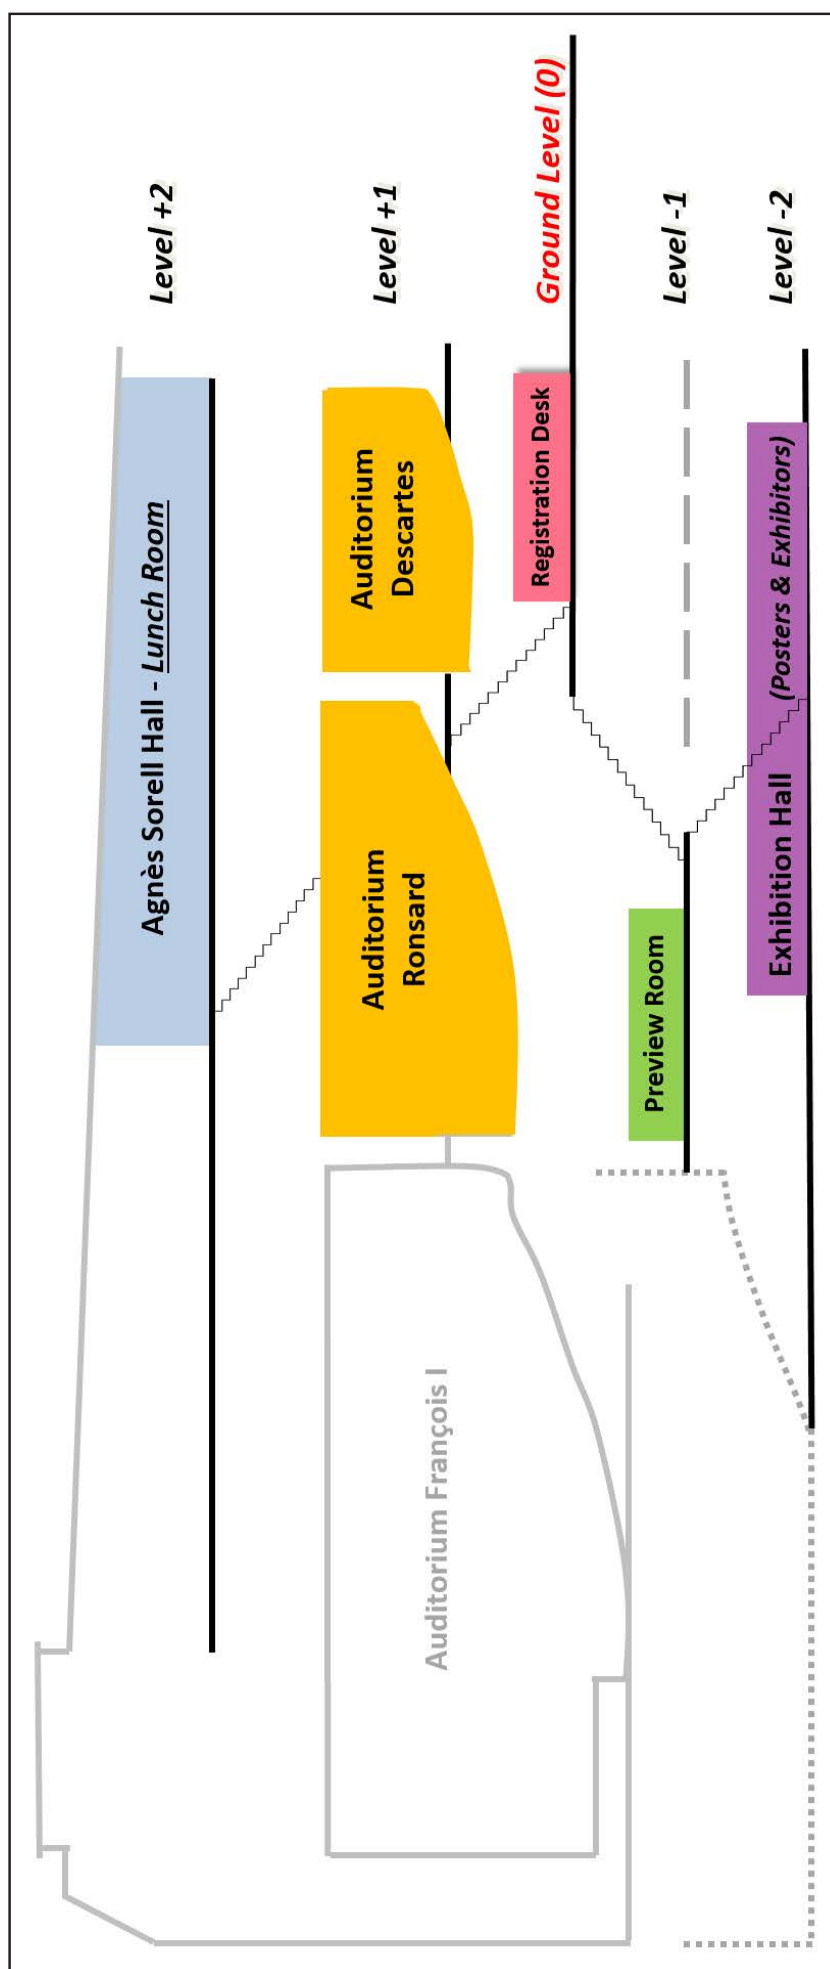 Agnès Sorell Hall - Lunch Room
Level +2
Auditorium François I
Auditorium
Ronsard
Auditorium
Descartes
Level +1
Registration Desk
Ground Level (0)
Preview Room
Level -1
Exhibition Hall (Posters & Exhibitors)
Level -2